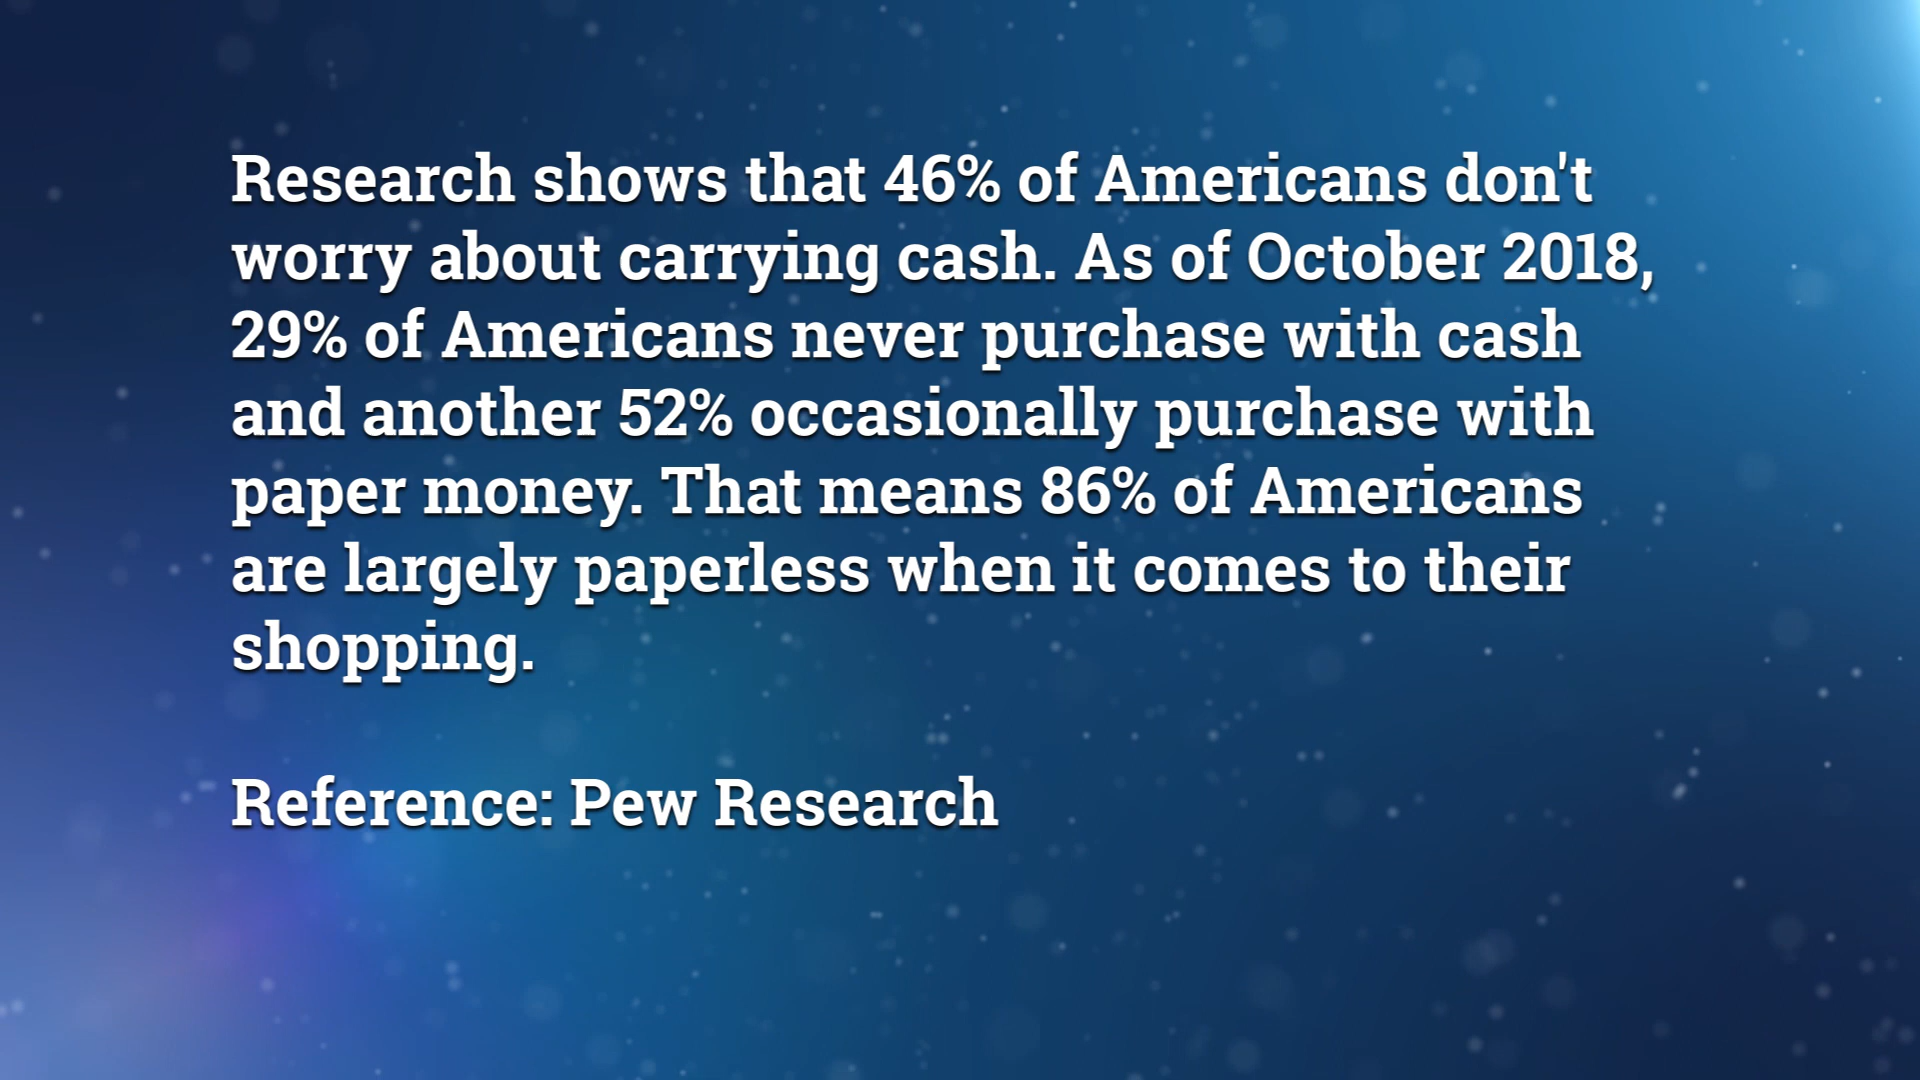 Research shows that 46% of Americans don't
worry about carrying cash. As of October 2018,
29% of Americans never purchase with cash
and another 52% occasionally purchase with
paper money. That means 86% of Americans
are largely paperless when it comes to their
shopping.
Reference: Pew Research